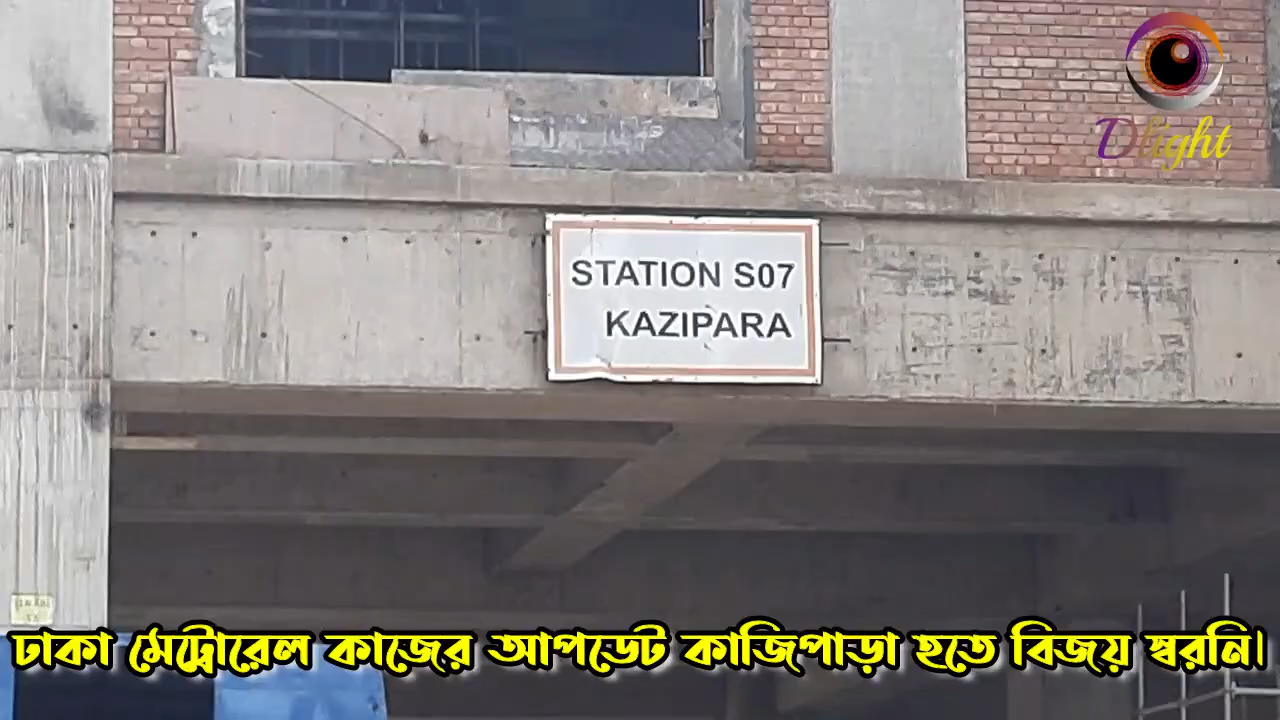 Dlight
STATION S07
KAZIPARA
ঢাকা মেট্রোরেল কাজের আপডেট কাজিপাড়া হতে বিজয় স্বরনি।